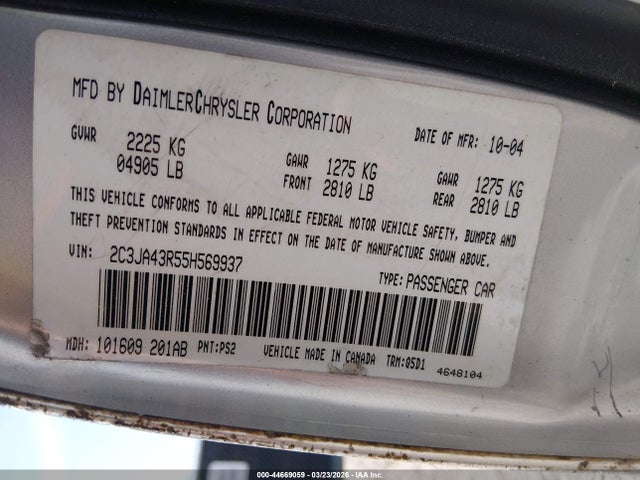 MFD BY DAIMLERCHRYSLER CORPORATION DATE OF MFR: 10-04
GVWR 2225 KG 04905 LB GAWR FRONT 1275 KG 2810 LB GAWR REAR 1275 KG 2810 LB
THIS VEHICLE CONFORMS TO ALL APPLICABLE FEDERAL MOTOR VEHICLE SAFETY, BUMPER AND
THEFT PREVENTION STANDARDS IN EFFECT ON THE DATE OF MANUFACTURE SHOWN ABOVE.
VIN: 2C3JA43R55H569937 TYPE: PASSENGER CAR
MDH: 101609 201AB PNT:PS2 VEHICLE MADE IN CANADA TRM:Q5D1
4648104
000-44669059 | 03/23/2026 | IAA Inc.